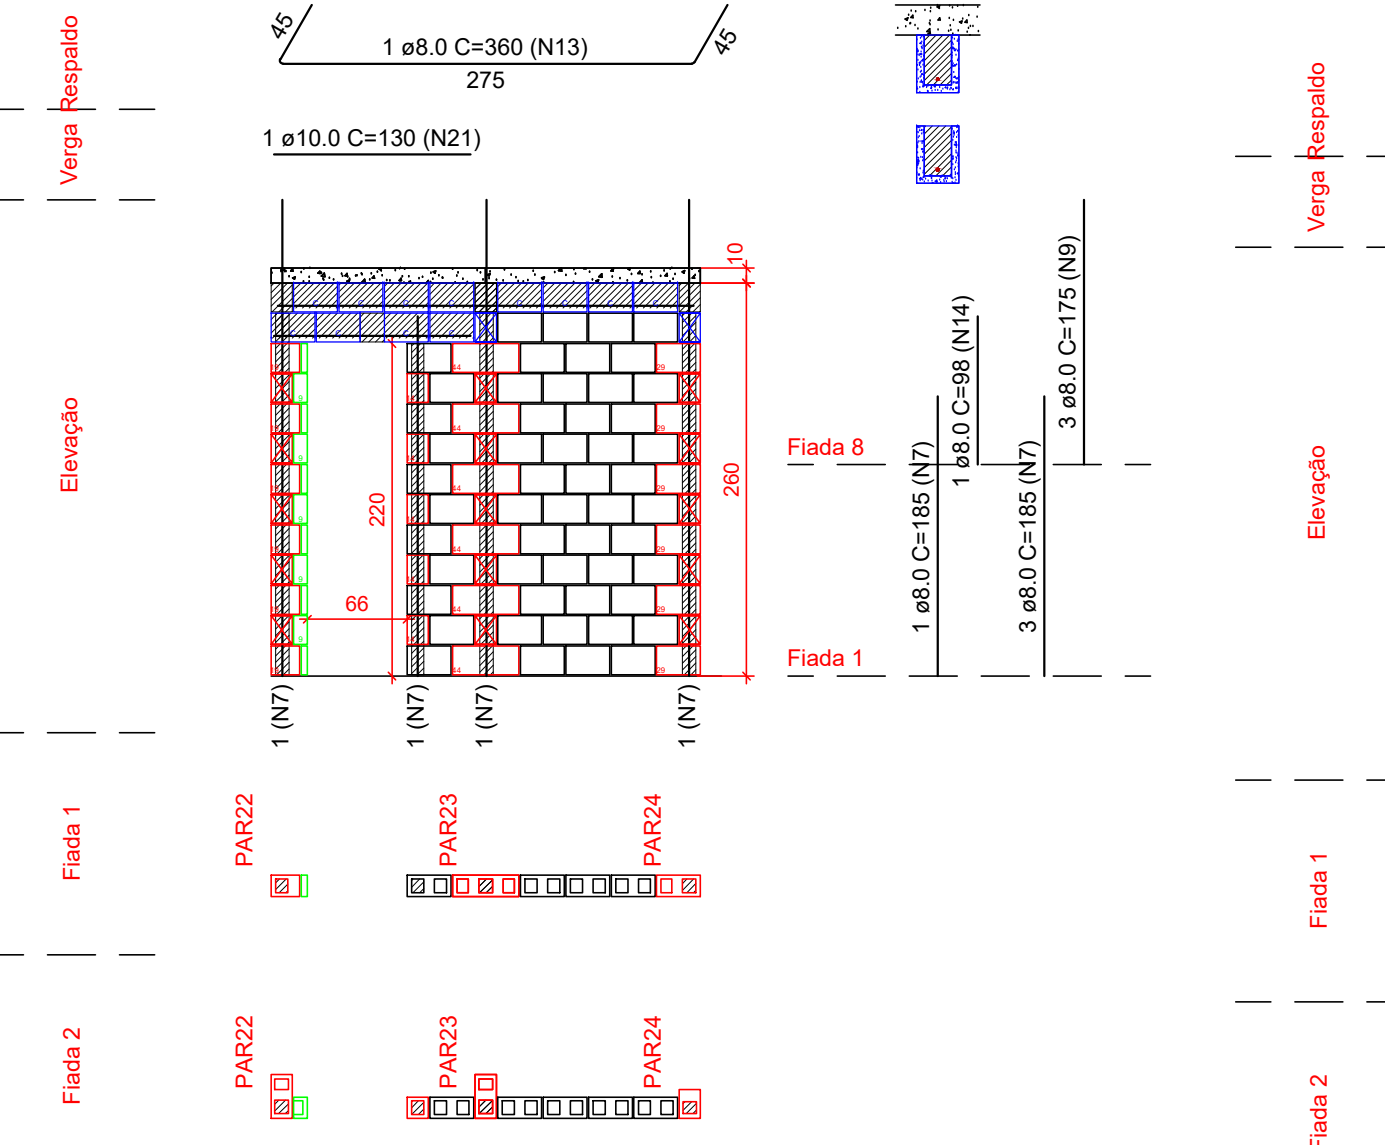 Respaldo
45
1 ø8.0 C=360 (N13)
45
275
Respaldo
Verga
1 ø10.0 C=130 (N21)
Verga
10
3 ø8.0 C=175 (N9)
1 ø8.0 C=98 (N14)
Elevação
Fiada 8
Elevação
260
220
1 ø8.0 C=185 (N7)
3 ø8.0 C=185 (N7)
44
29
9
66
Fiada 1
1 (N7)
1 (N7)
1 (N7)
1 (N7)
Fiada 1
PAR22
PAR23
PAR24
Fiada 1
Fiada 2
PAR22
PAR23
PAR24
Fiada 2